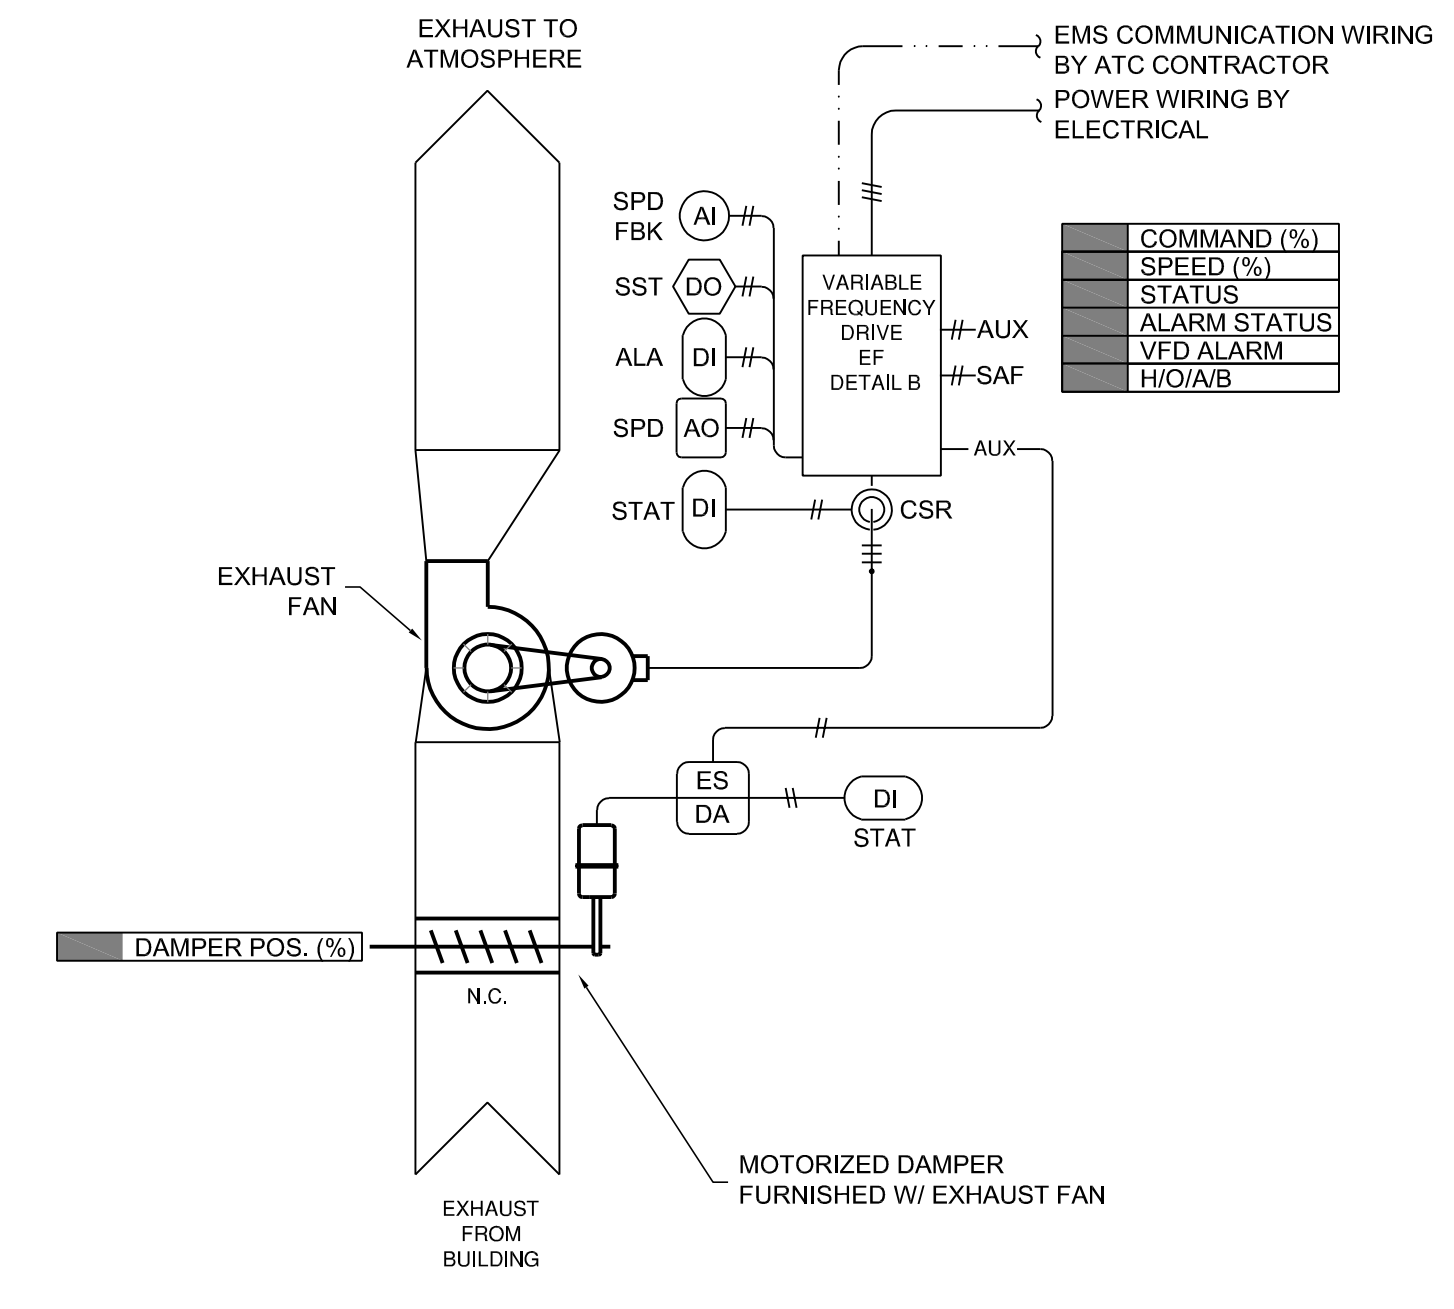 EXHAUST TO
ATMOSPHERE
EMS COMMUNICATION WIRING
BY ATC CONTRACTOR
POWER WIRING BY
ELECTRICAL
SPD
FBK
AI
SST
DO
ALA
DI
SPD
AO
STAT
DI
VARIABLE
FREQUENCY
DRIVE
EF
DETAIL B
AUX
SAF
AUX
CSR
COMMAND (%)
SPEED (%)
STATUS
ALARM STATUS
VFD ALARM
H/O/A/B
EXHAUST
FAN
ES
DA
DI
STAT
DAMPER POS. (%)
N.C.
MOTORIZED DAMPER
FURNISHED W/ EXHAUST FAN
EXHAUST
FROM
BUILDING